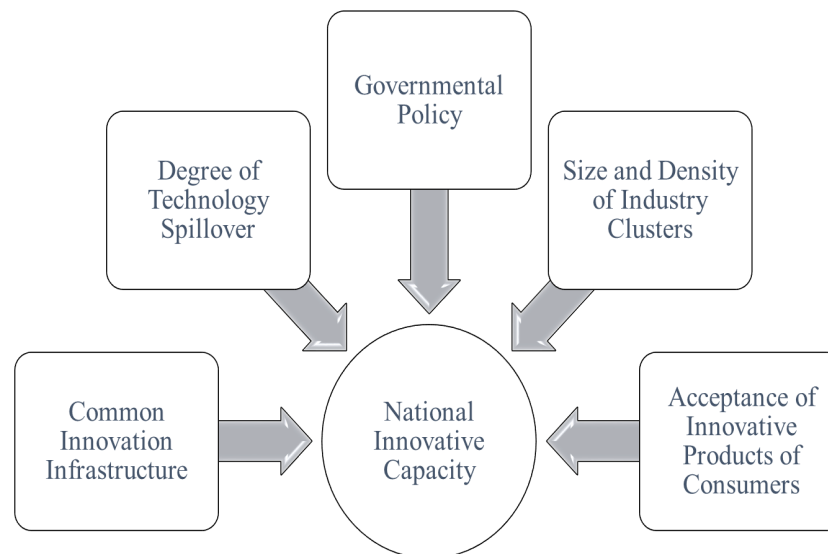 Governmental
Policy
Degree of
Technology
Spillover
Size and Density
of Industry
Clusters
Common
Innovation
Infrastructure
National
Innovative
Capacity
Acceptance of
Innovative
Products of
Consumers